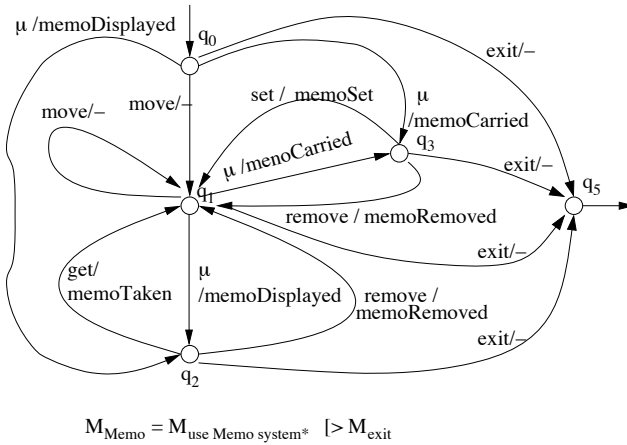 μ /memoDisplayed
q0
exit/–
move/–
set / memoSet
μ
/memoCarried
move/–
μ /menoCarried
q3
exit/–
q1
q5
remove / memoRemoved
exit/–
get/
memoTaken
μ
/memoDisplayed
remove /
memoRemoved
exit/–
q2
MMemo = Muse Memo system* [> Mexit